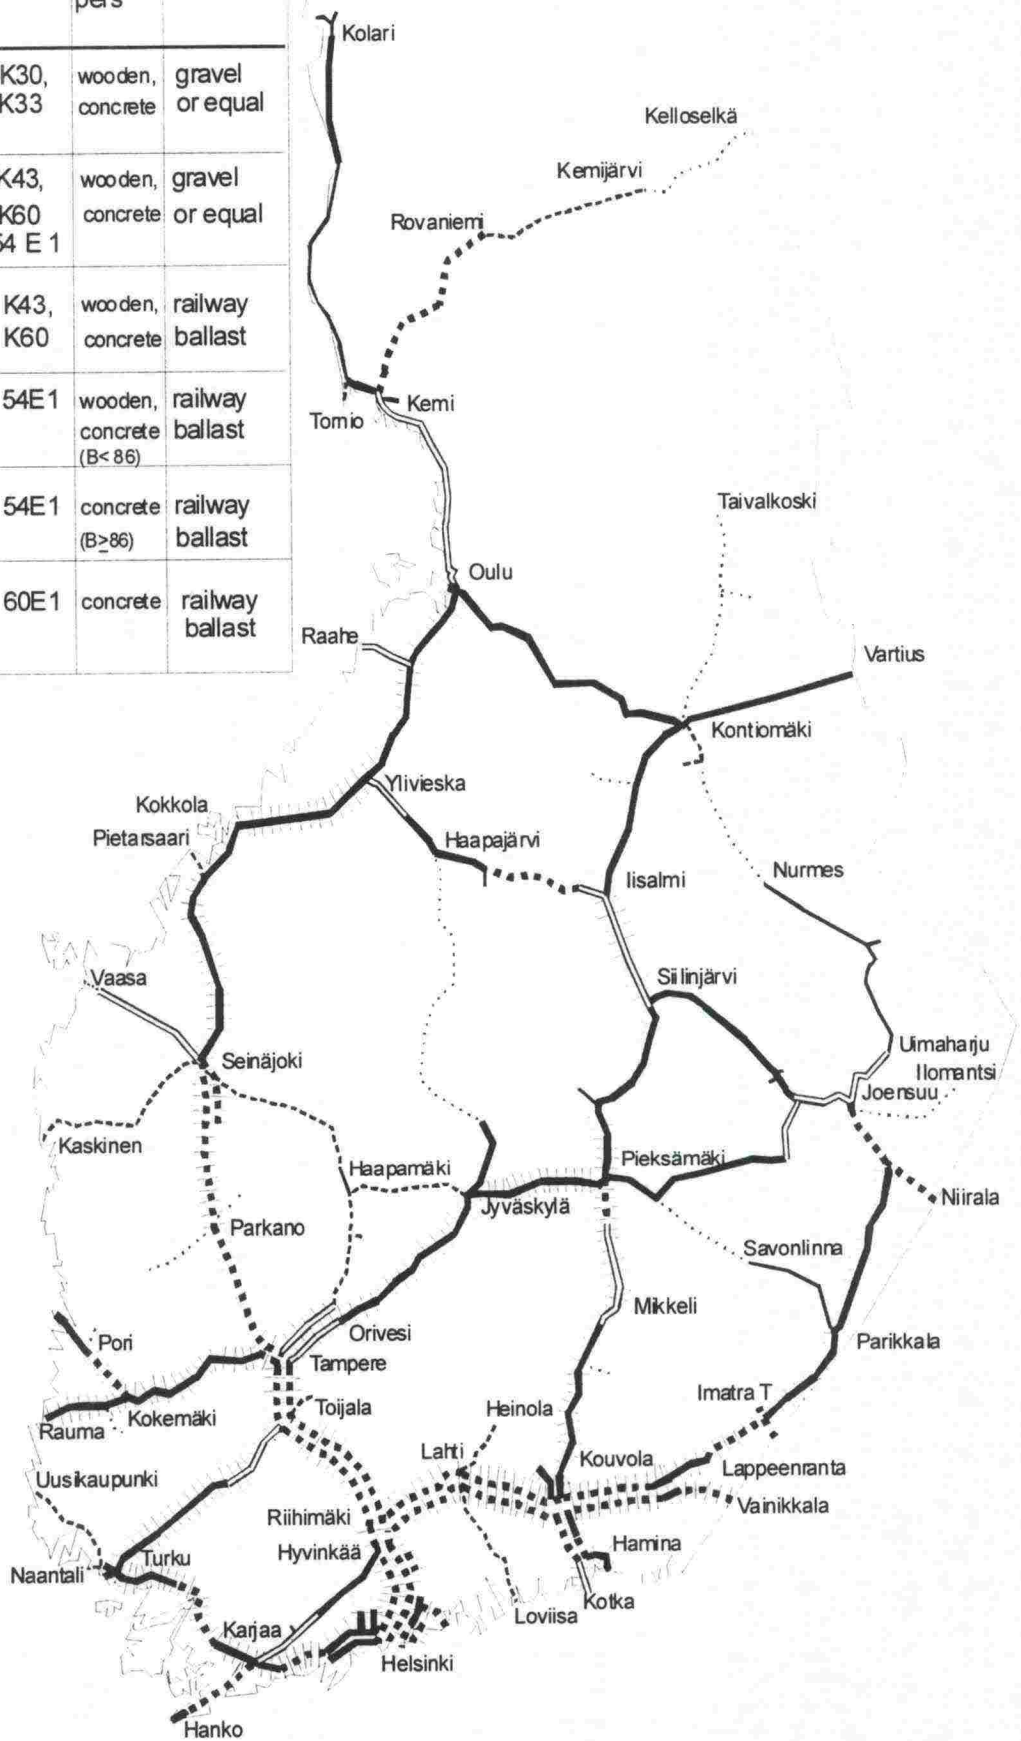 pers
K30, wooden, gravel
K33 concrete or equal
K43, wooden, gravel
K60 concrete or equal
54 E 1
K43, wooden, railway
K60 concrete ballast
54E1 wooden, railway
concrete ballast
(B< 86)
54E1 concrete railway
(B≥86) ballast
60E1 concrete railway
ballast
Kolari
Kelloselkä
Kemijärvi
Rovaniemi
Kemi
Tornio
Taivalkoski
Oulu
Raahe
Vartius
Kontiomäki
Ylivieska
Kokkola
Pietarsaari
Haapajärvi
Iisalmi
Nurmes
Vaasa
Siilinjärvi
Seinäjoki
Uimaharju
Ilomantsi
Joensuu
Kaskinen
Haapamäki
Pieksämäki
Niirala
Jyväskylä
Parkano
Savonlinna
Mikkeli
Orivesi
Pori
Parikkala
Tampere
Imatra T
Toijala
Heinola
Rauma
Kokemäki
Lahti
Kouvola
Lappeenranta
Uusikaupunki
Vainikkala
Riihimäki
Hyvinkää
Hamina
Turku
Naantali
Kotka
Loviisa
Karjaa
Helsinki
Hanko